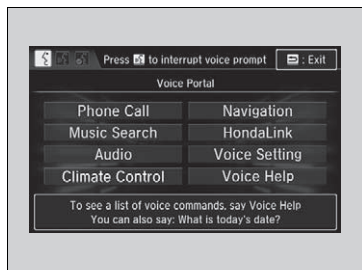 Press to interrupt voice prompt : Exit
Voice Portal
Phone Call Navigation
Music Search HondaLink
Audio Voice Setting
Climate Control Voice Help
To see a list of voice commands, say Voice Help
You can also say: What is today's date?